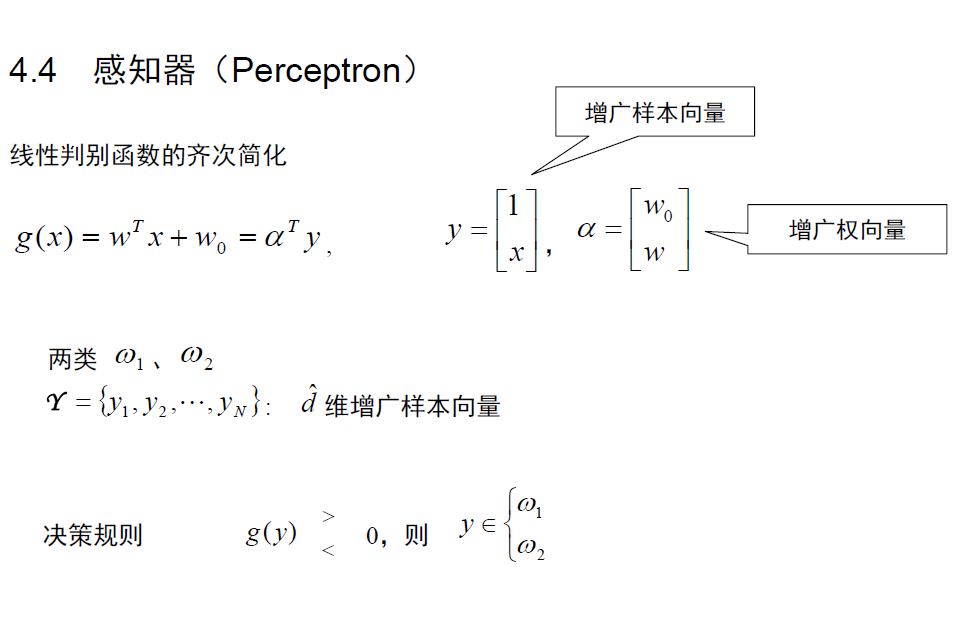 4.4 感知器（Perceptron）
增广样本向量
线性判别函数的齐次简化
g(x) = w^T x + w_0 = α^T y , y = [1 x] ， α = [w_0 w]
增广权向量
两类 ω_1 、 ω_2
𝒴 = {y_1, y_2, ⋯, y_N} : d̂ 维增广样本向量
决策规则 g(y) > < 0，则 y ∈ { ω_1 ω_2